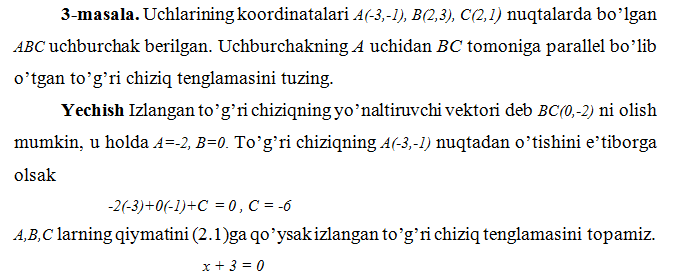 3-masala. Uchlarining koordinatalari A(-3,-1), B(2,3), C(2,1) nuqtalarda bo’lgan
ABC uchburchak berilgan. Uchburchakning A uchidan BC tomoniga parallel bo’lib
o’tgan to’g’ri chiziq tenglamasini tuzing.
Yechish Izlangan to’g’ri chiziqning yo’naltiruvchi vektori deb BC(0,-2) ni olish
mumkin, u holda A=-2, B=0. To’g’ri chiziqning A(-3,-1) nuqtadan o’tishini e’tiborga
olsak
-2(-3)+0(-1)+C = 0 , C = -6
A,B,C larning qiymatini (2.1)ga qo’ysak izlangan to’g’ri chiziq tenglamasini topamiz.
x + 3 = 0